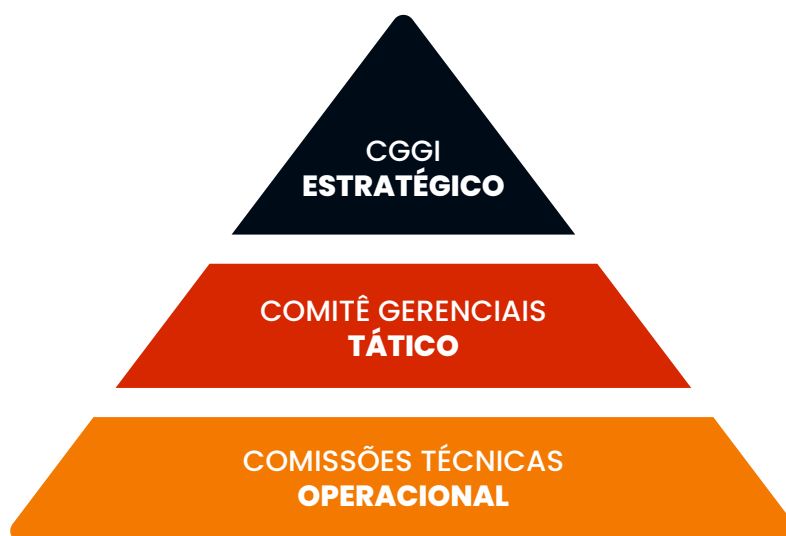 CGGI
ESTRATÉGICO
COMITÊ GERENCIAIS
TÁTICO
COMISSÕES TÉCNICAS
OPERACIONAL